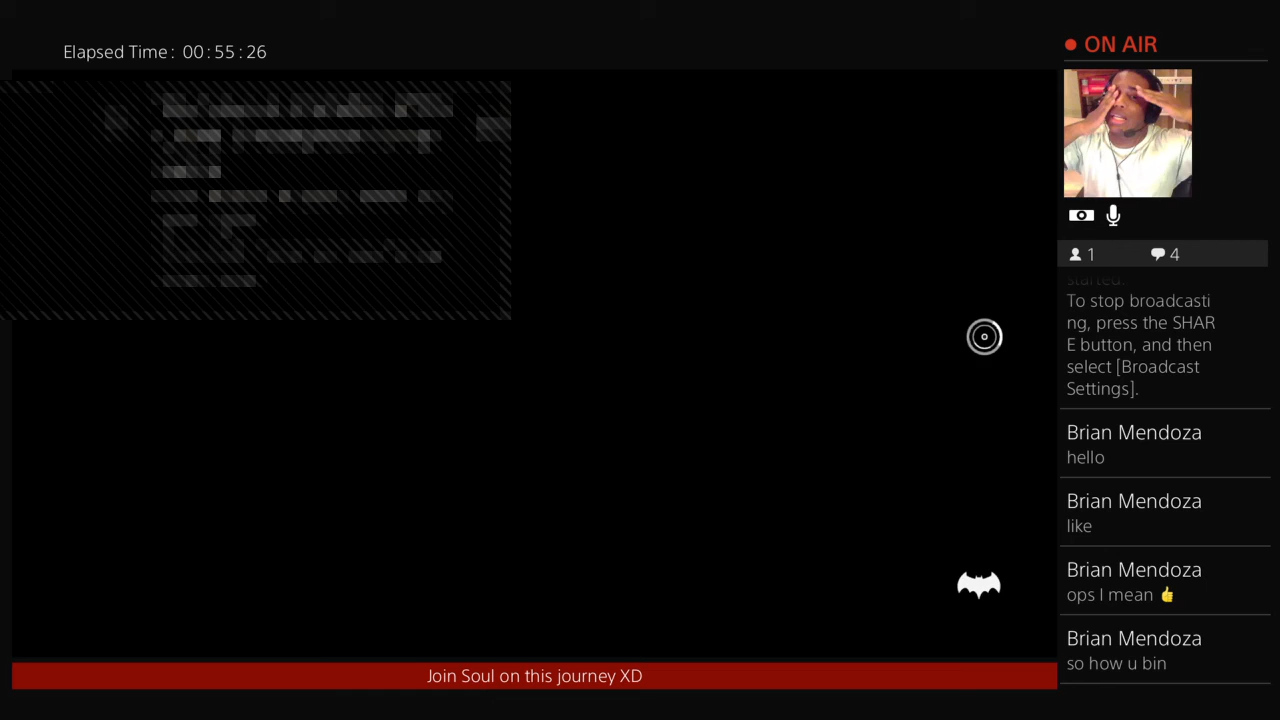 Elapsed Time: 00:55:26
ON AIR
1 4
started.
To stop broadcasti
ng, press the SHAR
E button, and then
select [Broadcast
Settings].
Brian Mendoza
hello
Brian Mendoza
like
Brian Mendoza
ops I mean 👍
Brian Mendoza
so how u bin
Join Soul on this journey XD